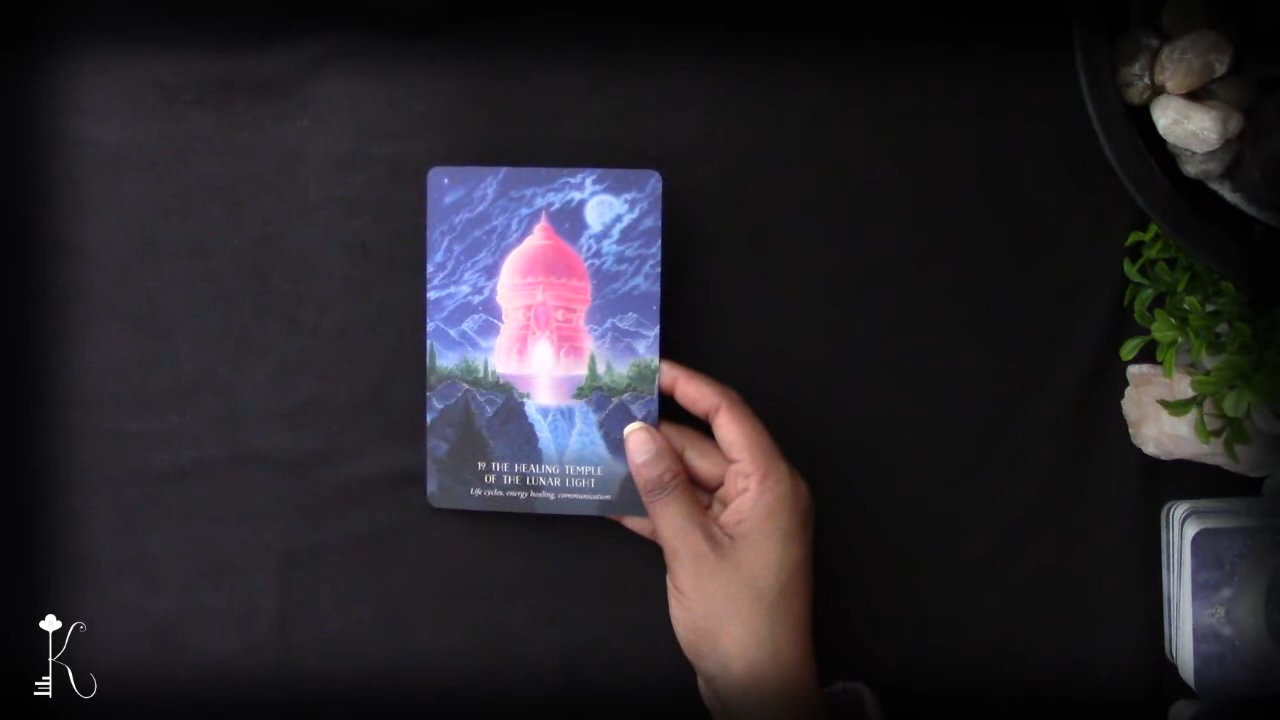 19 THE HEALING TEMPLE
OF THE LUNAR LIGHT
Life cycles, energy healing, communication
K